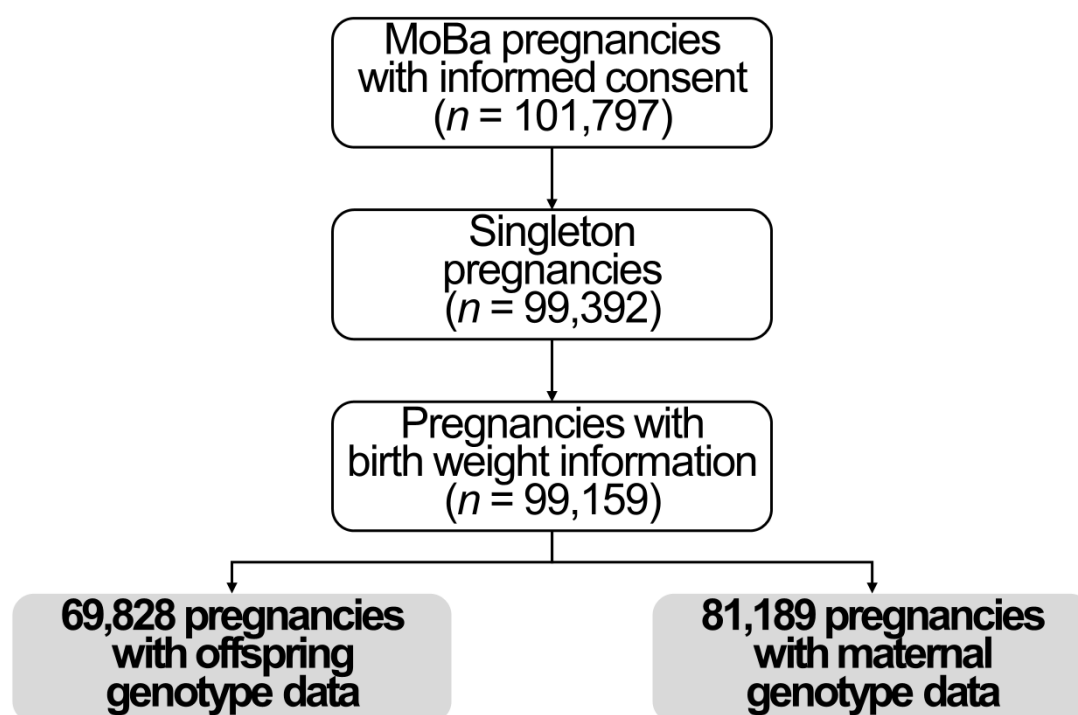 MoBa pregnancies
with informed consent
(n = 101,797)
Singleton
pregnancies
(n = 99,392)
Pregnancies with
birth weight information
(n = 99,159)
69,828 pregnancies
with offspring
genotype data
81,189 pregnancies
with maternal
genotype data